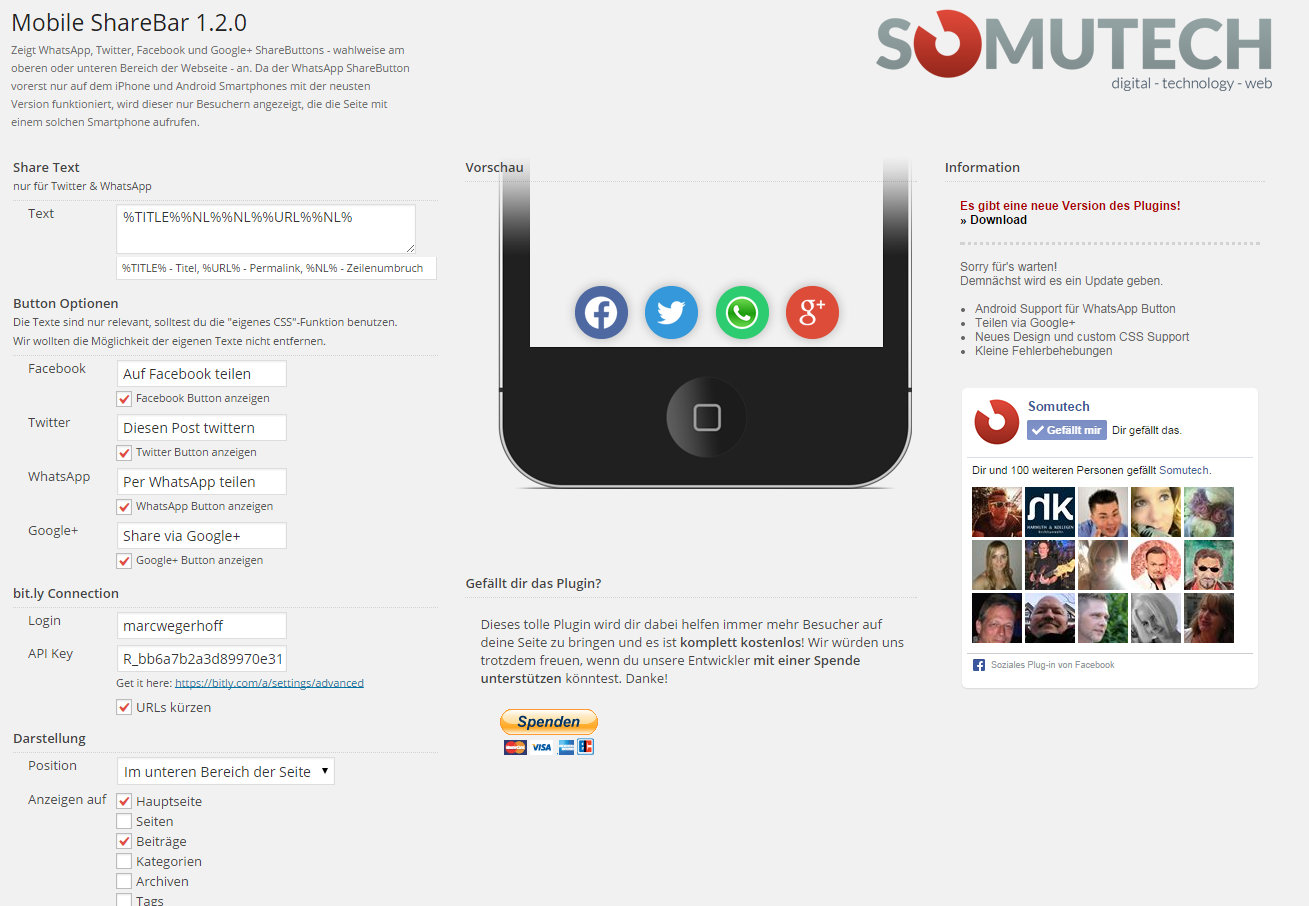 Mobile ShareBar 1.2.0
Zeigt WhatsApp, Twitter, Facebook und Google+ ShareButtons - wahlweise am
oberen oder unteren Bereich der Webseite - an. Da der WhatsApp ShareButton
vorerst nur auf dem iPhone und Android Smartphones mit der neusten
Version funktioniert, wird dieser nur Besuchern angezeigt, die die Seite mit
einem solchen Smartphone aufrufen.
SOMUTECH
digital - technology - web
Share Text
nur für Twitter & WhatsApp
Text
%TITLE%%NL%%NL%%URL%%NL%
%TITLE% - Titel, %URL% - Permalink, %NL% - Zeilenumbruch
Button Optionen
Die Texte sind nur relevant, solltest du die "eigenes CSS"-Funktion benutzen.
Wir wollten die Möglichkeit der eigenen Texte nicht entfernen.
Facebook
Auf Facebook teilen
Facebook Button anzeigen
Twitter
Diesen Post twittern
Twitter Button anzeigen
WhatsApp
Per WhatsApp teilen
WhatsApp Button anzeigen
Google+
Share via Google+
Google+ Button anzeigen
bit.ly Connection
Login
marcwegerhoff
API Key
R_bb6a7b2a3d89970e31
Get it here: https://bitly.com/a/settings/advanced
URLs kürzen
Darstellung
Position
Im unteren Bereich der Seite
Anzeigen auf
Hauptseite
Seiten
Beiträge
Kategorien
Archiven
Tags
Vorschau
g+
Gefällt dir das Plugin?
Dieses tolle Plugin wird dir dabei helfen immer mehr Besucher auf
deine Seite zu bringen und es ist komplett kostenlos! Wir würden uns
trotzdem freuen, wenn du unsere Entwickler mit einer Spende
unterstützen könntest. Danke!
Spenden
VISA
Information
Es gibt eine neue Version des Plugins!
» Download
Sorry für's warten!
Demnächst wird es ein Update geben.
Android Support für WhatsApp Button
Teilen via Google+
Neues Design und custom CSS Support
Kleine Fehlerbehebungen
Somutech
Gefällt mir
Dir gefällt das.
Dir und 100 weiteren Personen gefällt Somutech.
HARMUTH & KOLLEGEN
Soziales Plug-in von Facebook